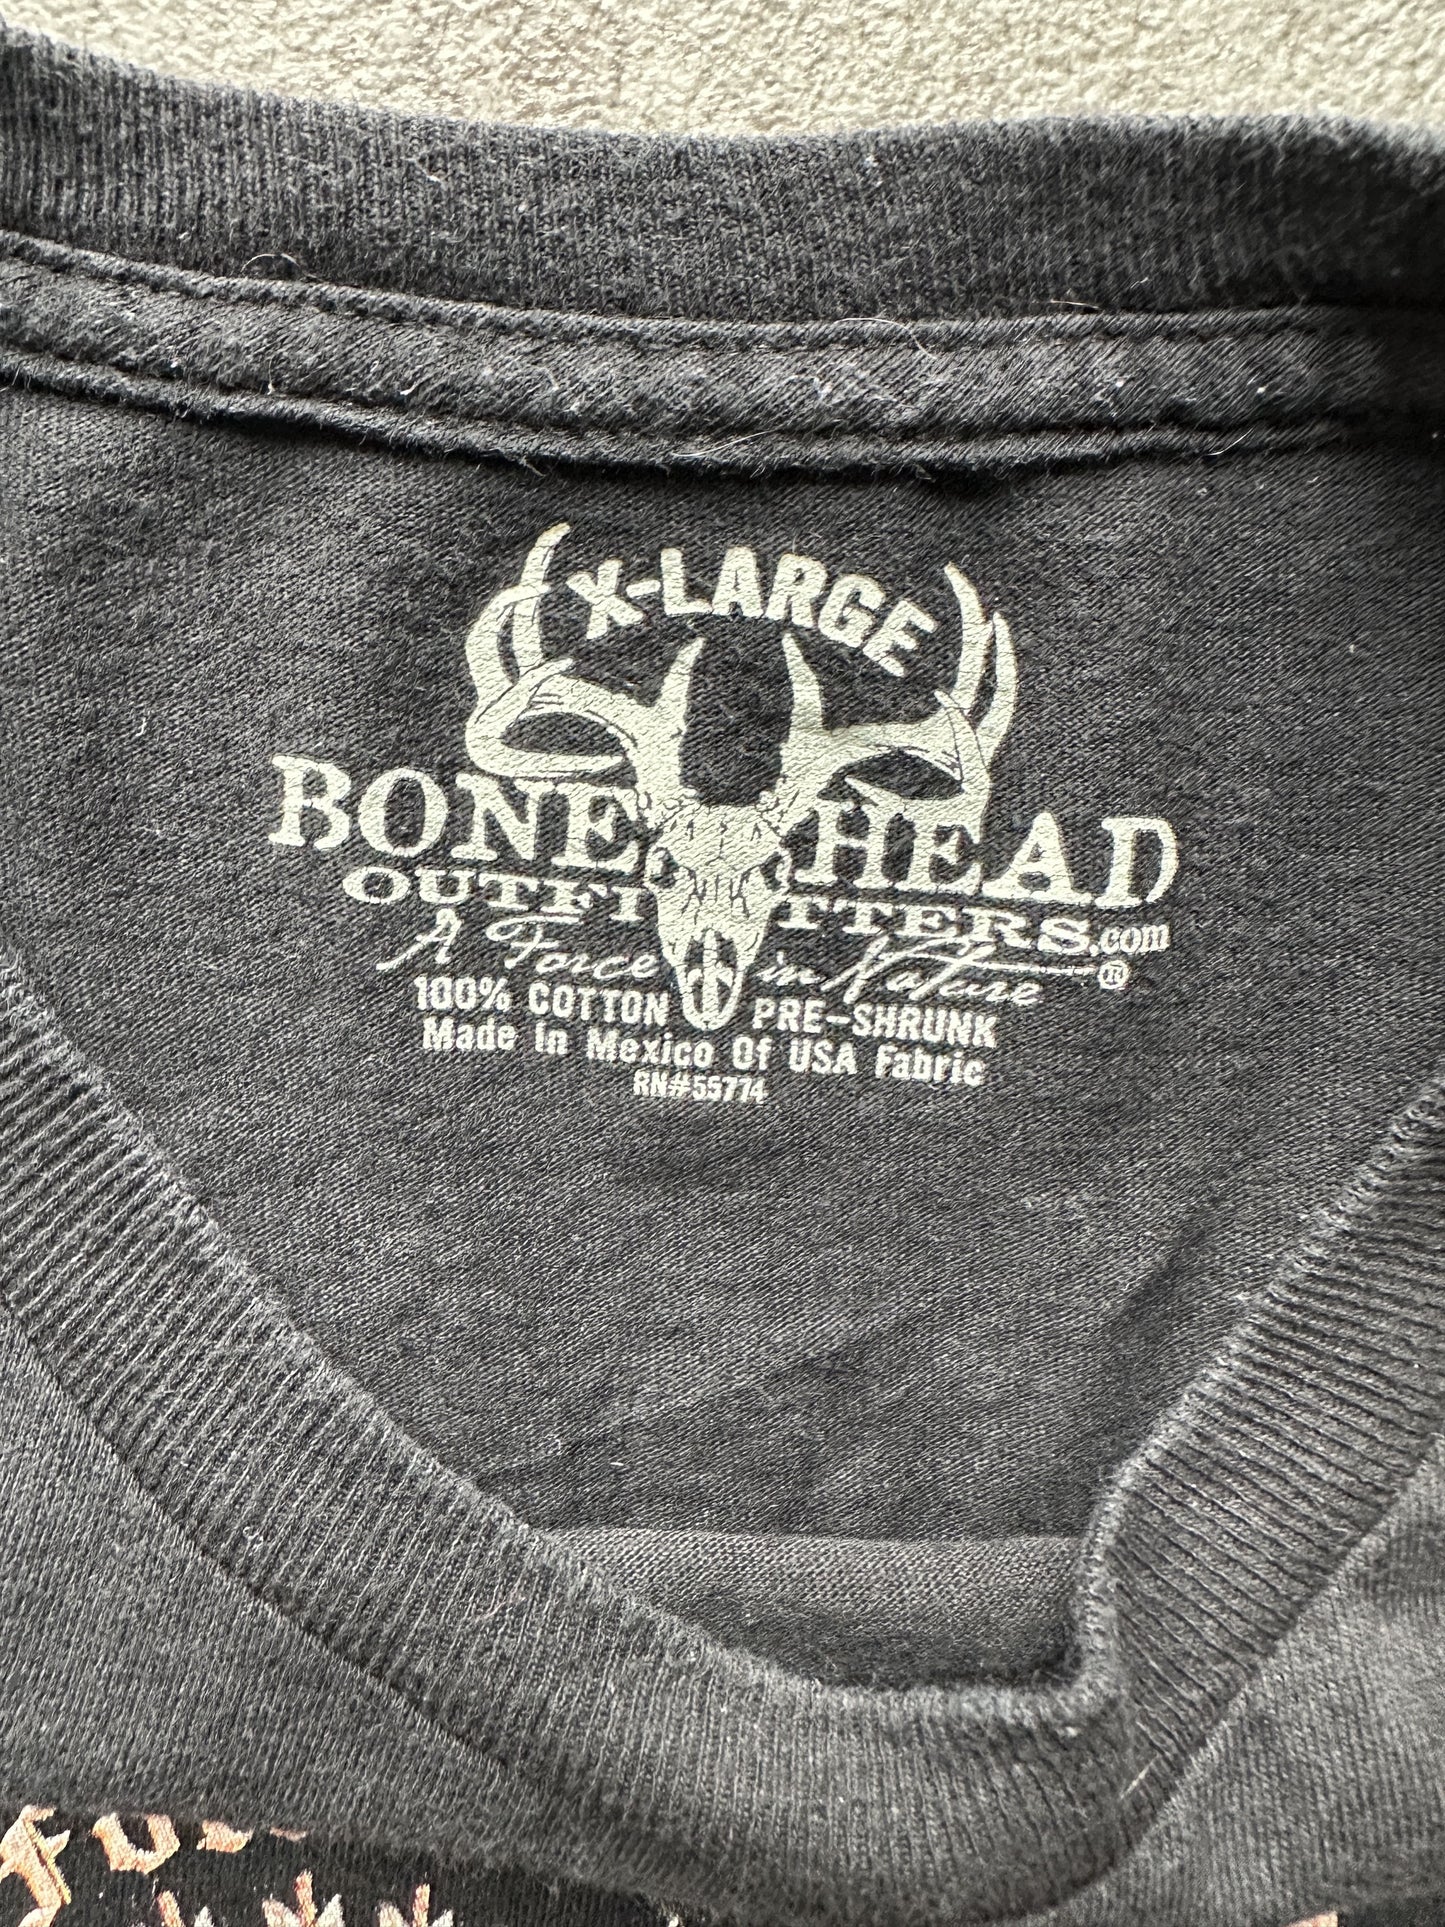 X-LARGE
BONE HEAD
OUTFITTERS.com
A Force in Nature ®
100% COTTON PRE-SHRUNK
Made In Mexico Of USA Fabric
RN#55774